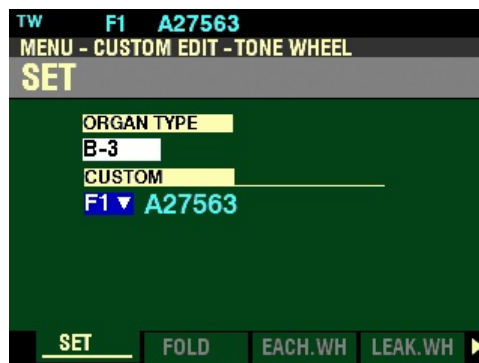 TW F1 A27563
MENU - CUSTOM EDIT - TONE WHEEL
SET
ORGAN TYPE
B-3
CUSTOM
F1 ▼ A27563
SET FOLD EACH.WH LEAK.WH